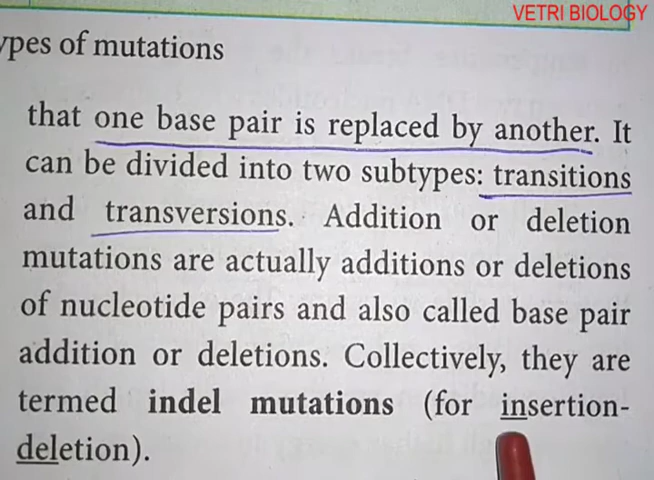 VETRI BIOLOGY
ypes of mutations
that one base pair is replaced by another. It
can be divided into two subtypes: transitions
and transversions. Addition or deletion
mutations are actually additions or deletions
of nucleotide pairs and also called base pair
addition or deletions. Collectively, they are
termed indel mutations (for insertion-
deletion).